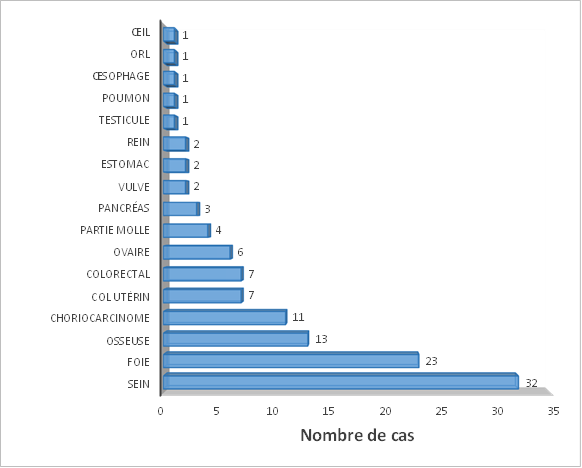 ŒIL 1
ORL 1
ŒSOPHAGE 1
POUMON 1
TESTICULE 1
REIN 2
ESTOMAC 2
VULVE 2
PANCRÉAS 3
PARTIE MOLLE 4
OVAIRE 6
COLORECTAL 7
COL UTÉRIN 7
CHORIOCARCINOME 11
OSSEUSE 13
FOIE 23
SEIN 32
0 5 10 15 20 25 30 35
Nombre de cas